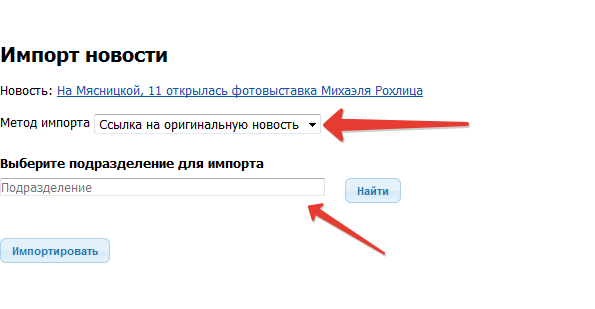 Импорт новости
Новость: На Мясницкой, 11 открылась фотовыставка Михаэля Рохлица
Метод импорта Ссылка на оригинальную новость
Выберите подразделение для импорта
Подразделение Найти
Импортировать